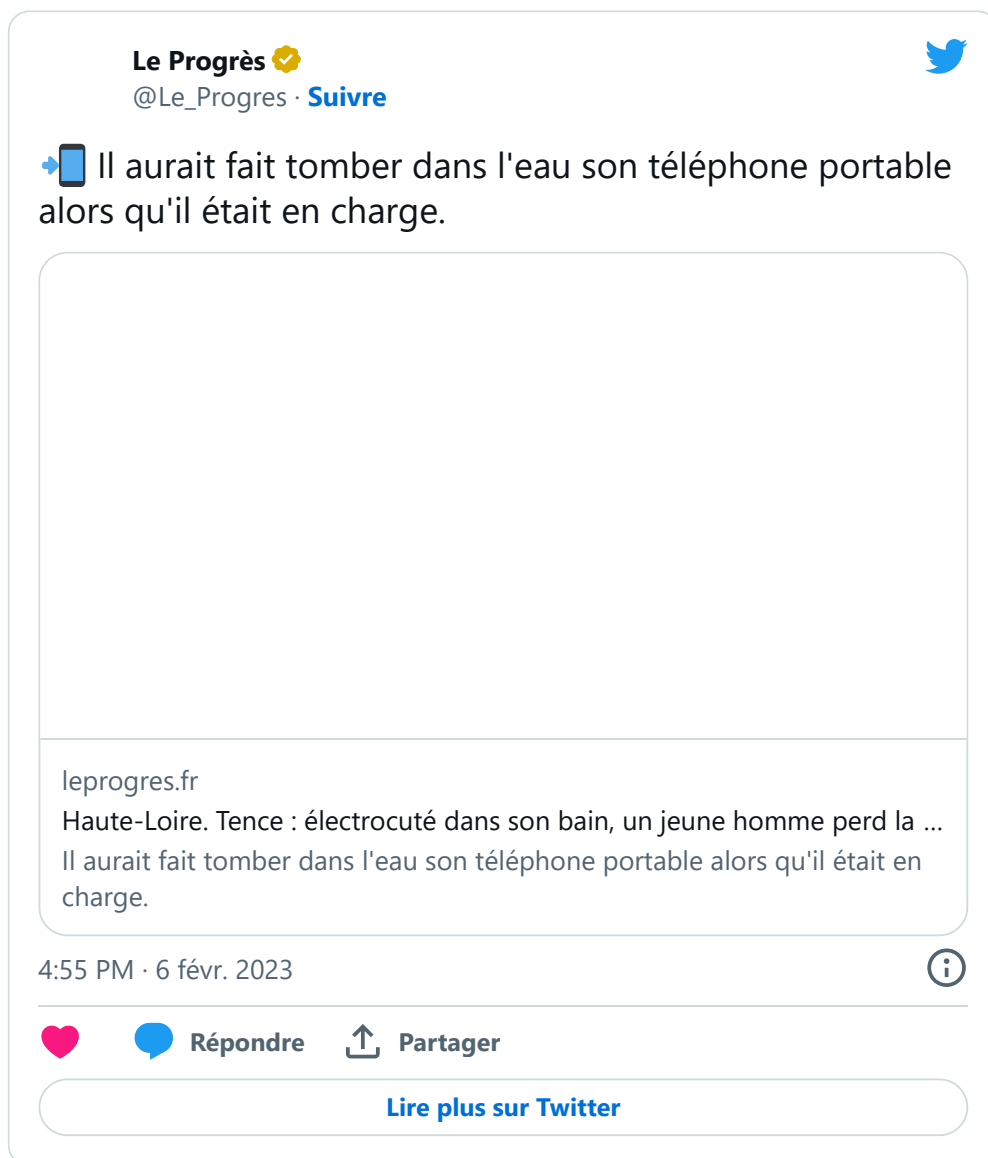 Le Progrès
@Le_Progres · Suivre
📲 Il aurait fait tomber dans l'eau son téléphone portable
alors qu'il était en charge.
leprogres.fr
Haute-Loire. Tence : électrocuté dans son bain, un jeune homme perd la ...
Il aurait fait tomber dans l'eau son téléphone portable alors qu'il était en
charge.
4:55 PM · 6 févr. 2023
Répondre
Partager
Lire plus sur Twitter